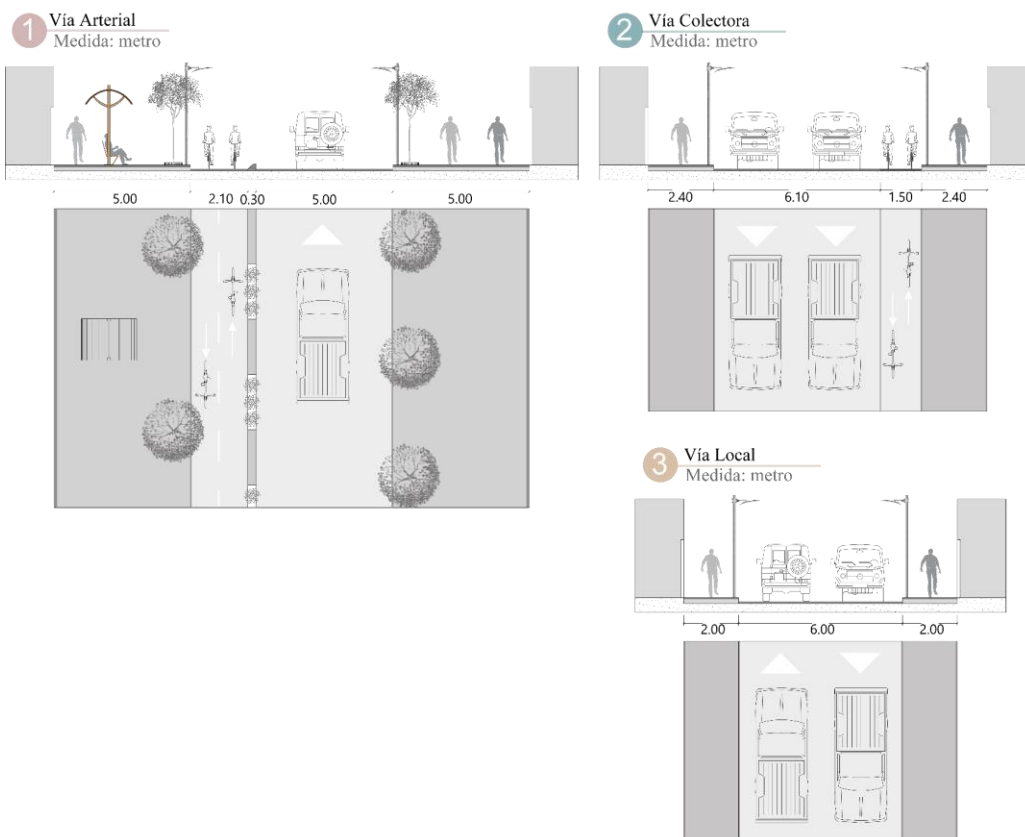 1 Vía Arterial
Medida: metro
5.00 2.10 0.30 5.00 5.00
2 Vía Colectora
Medida: metro
2.40 6.10 1.50 2.40
3 Vía Local
Medida: metro
2.00 6.00 2.00